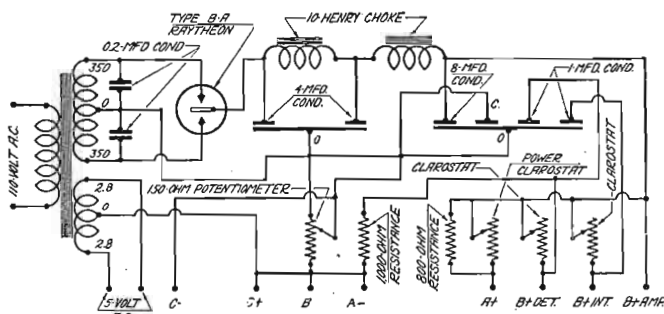 TYPE B-A
RAYTHEON
10 HENRY CHOKE
0.2-MFD COND.
350
0
350
110 VOLT A.C.
4-MFD.
COND.
0
8-MFD.
COND.
C.
1-MFD. COND.
0
2.8
0
2.8
150 OHM POTENTIOMETER
1000-OHM
RESISTANCE
CLAROSTAT
POWER
CLAROSTAT
CLAROSTAT
800-OHM
RESISTANCE
5-VOLT
C-
C+
B
A-
A+
B+DET.
B+INT.
B+AMP.